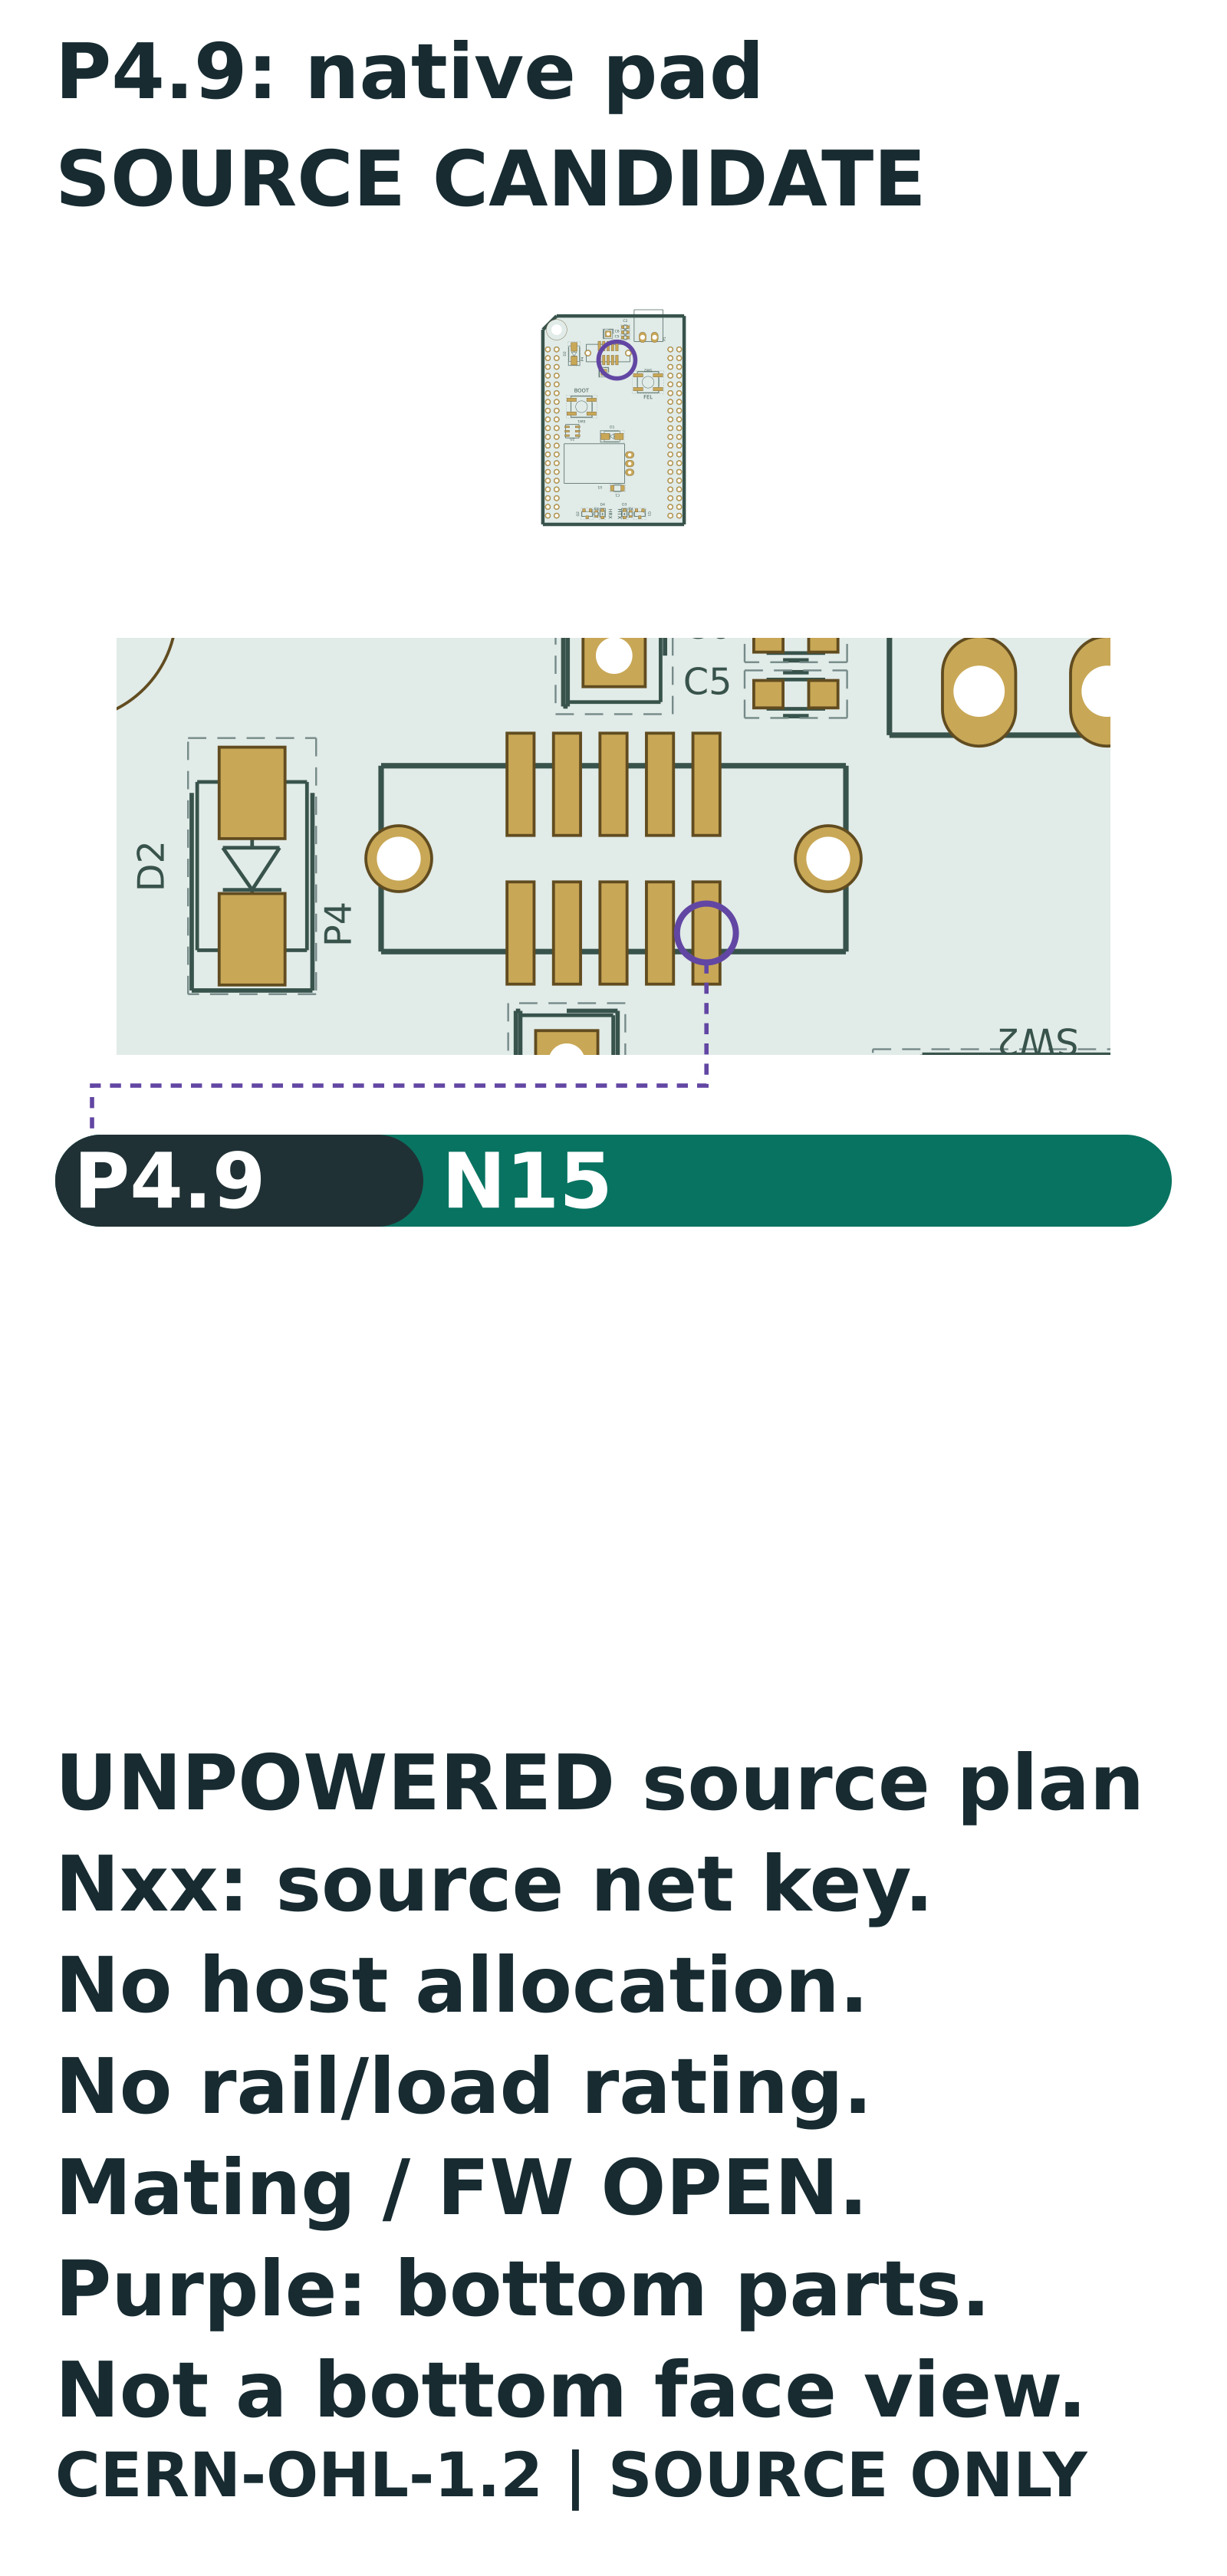 P4.9: native pad
SOURCE CANDIDATE
BOOT
FEL
C5
D2
P4
SW2
P4.9 N15
UNPOWERED source plan
Nxx: source net key.
No host allocation.
No rail/load rating.
Mating / FW OPEN.
Purple: bottom parts.
Not a bottom face view.
CERN-OHL-1.2 | SOURCE ONLY